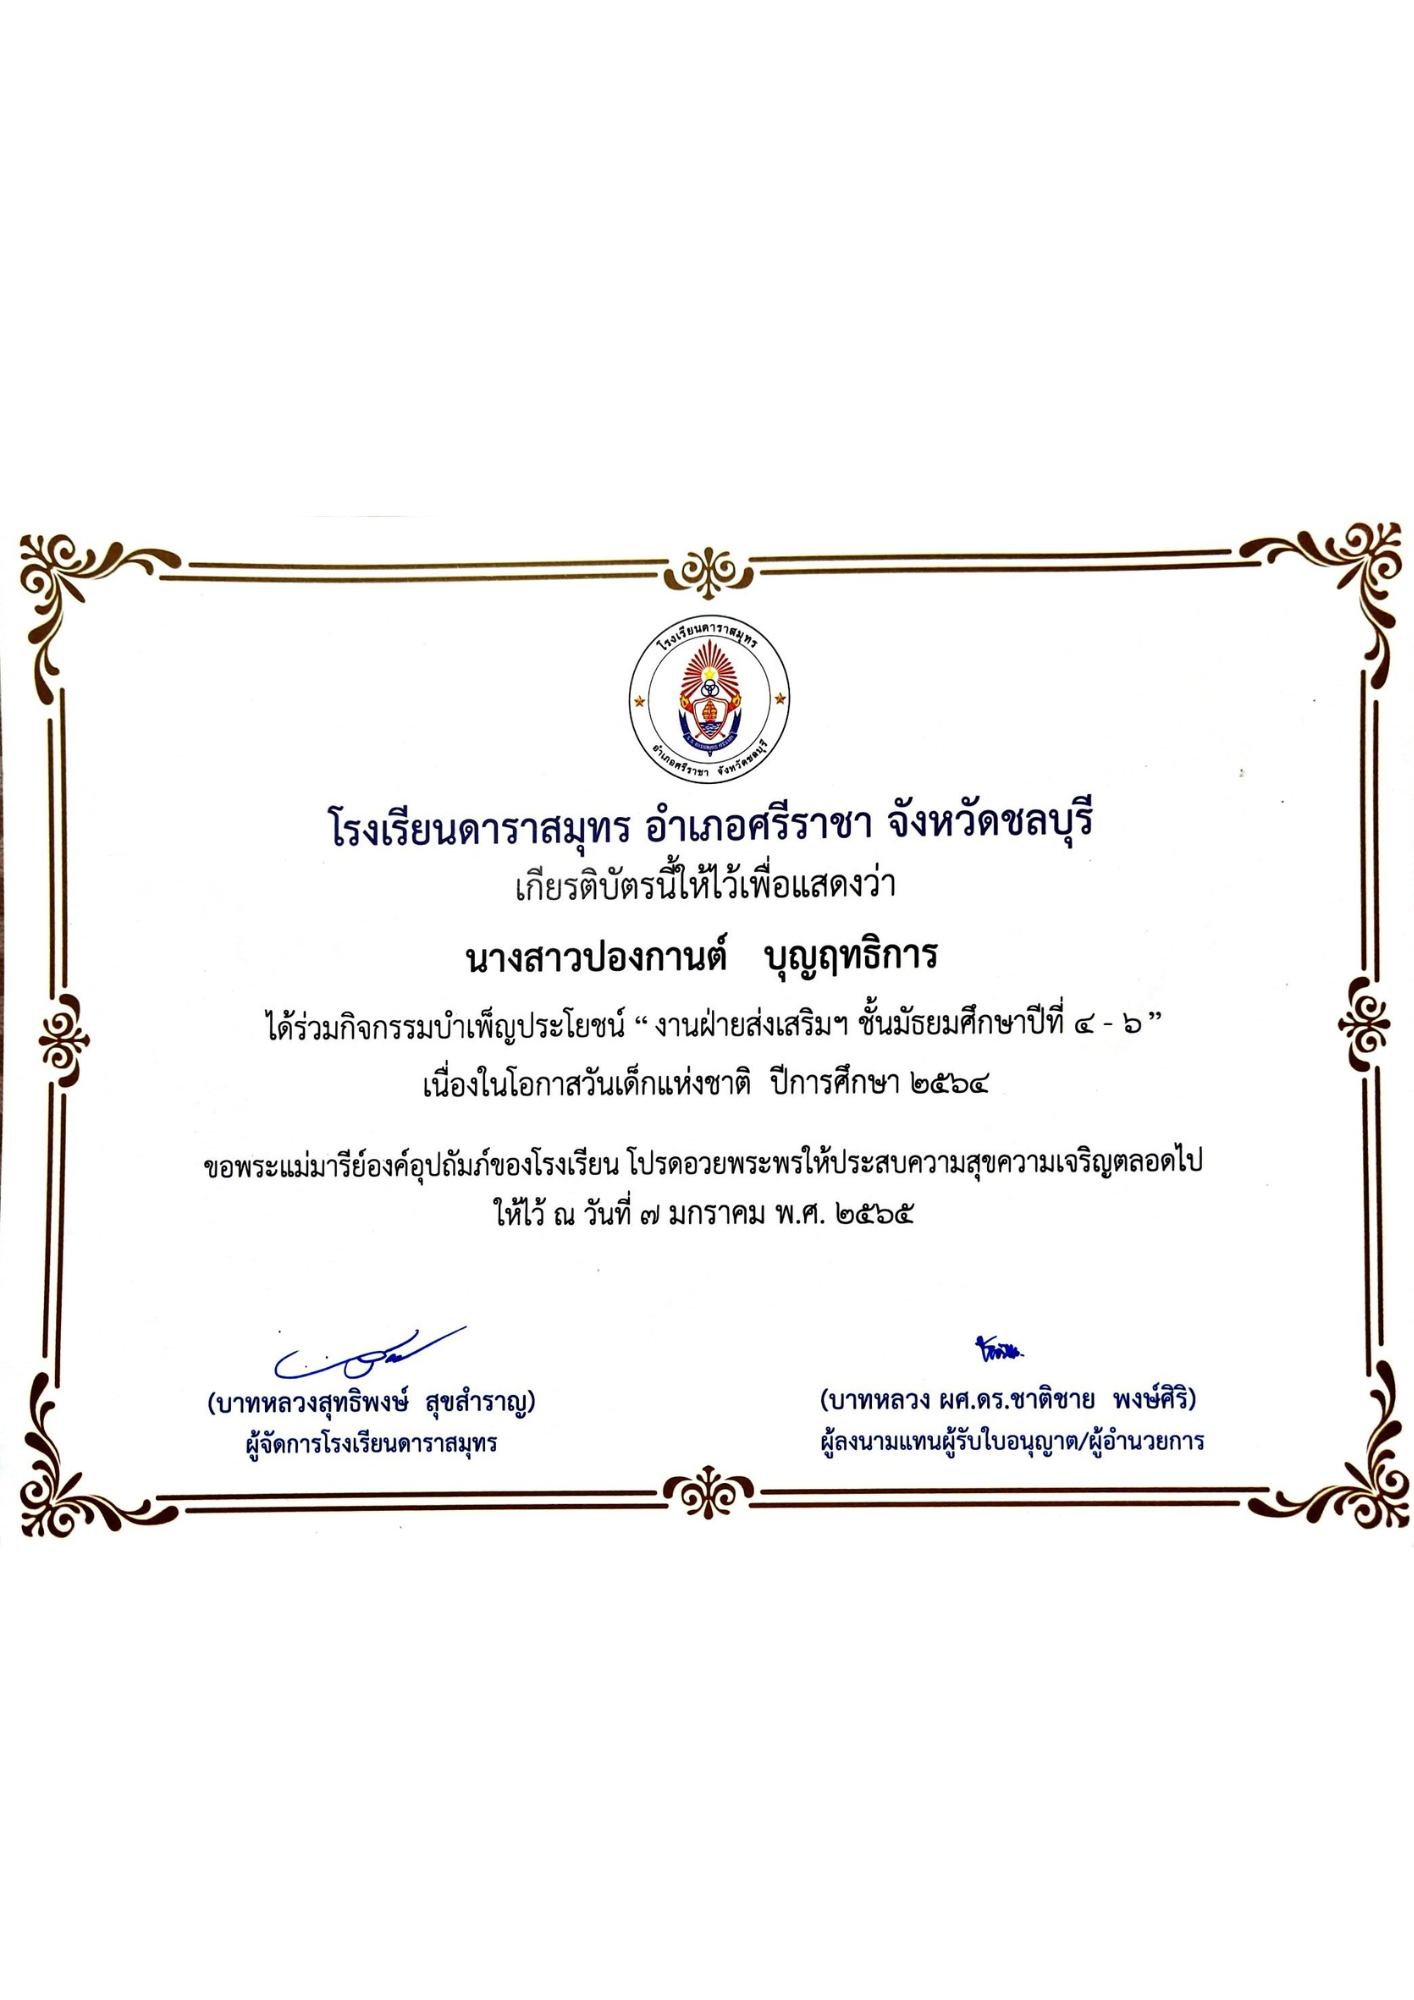 โรงเรียนดาราสมุทร
อำเภอศรีราชา จังหวัดชลบุรี
โรงเรียนดาราสมุทร อำเภอศรีราชา จังหวัดชลบุรี
เกียรติบัตรนี้ให้ไว้เพื่อแสดงว่า
นางสาวปองกานต์ บุญฤทธิการ
ได้ร่วมกิจกรรมบำเพ็ญประโยชน์ “ งานฝ่ายส่งเสริมฯ ชั้นมัธยมศึกษาปีที่ ๔ - ๖ ”
เนื่องในโอกาสวันเด็กแห่งชาติ ปีการศึกษา ๒๕๖๔
ขอพระแม่มารีย์องค์อุปถัมภ์ของโรงเรียน โปรดอวยพระพรให้ประสบความสุขความเจริญตลอดไป
ให้ไว้ ณ วันที่ ๗ มกราคม พ.ศ. ๒๕๖๕
(บาทหลวงสุทธิพงษ์ สุขสำราญ)
ผู้จัดการโรงเรียนดาราสมุทร
(บาทหลวง ผศ.ดร.ชาติชาย พงษ์ศิริ)
ผู้ลงนามแทนผู้รับใบอนุญาต/ผู้อำนวยการ